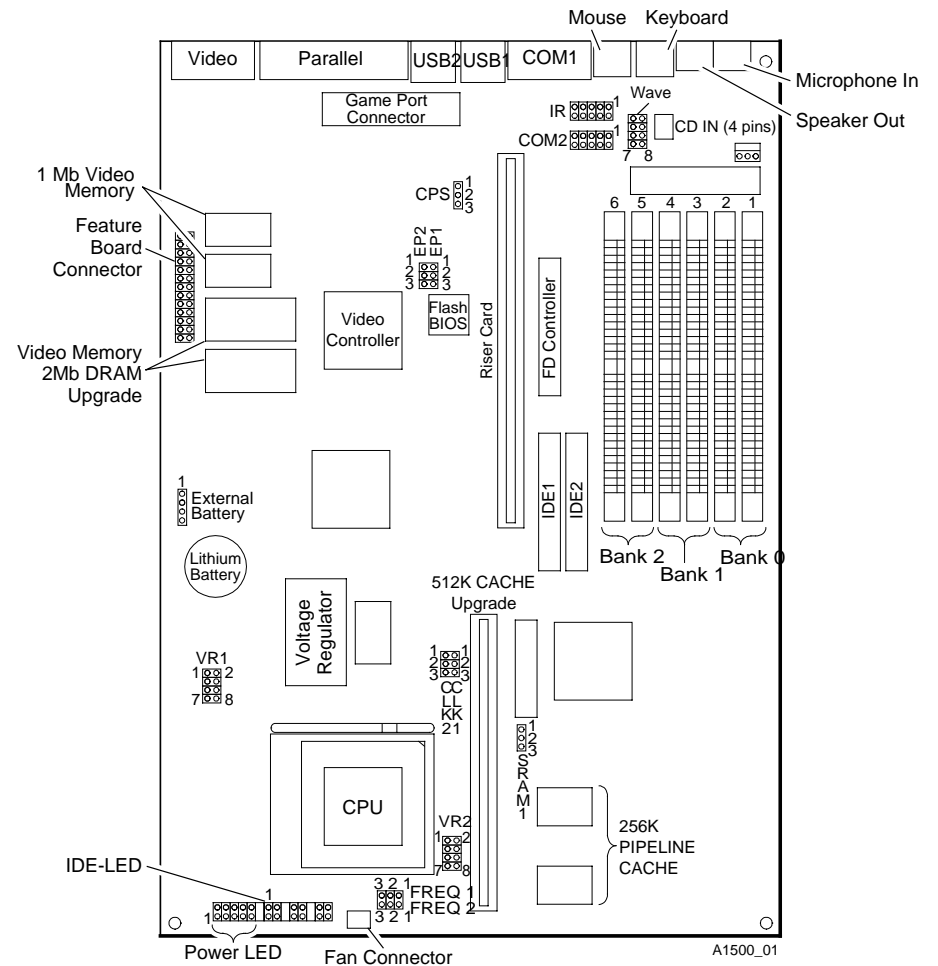 Mouse Keyboard
Video Parallel USB2 USB1 COM1
Microphone In
Speaker Out
Game Port
Connector
IR 1
Wave
COM2 1
7 8
CD IN (4 pins)
1 Mb Video
Memory
CPS 1
2
3
6 5 4 3 2 1
Feature
Board
Connector
EP2
EP1
1 1
2 2
3 3
Flash
BIOS
Video
Controller
Riser Card
FD Controller
Video Memory
2Mb DRAM
Upgrade
1
External
Battery
IDE1
IDE2
Lithium
Battery
Bank 2
Bank 1
Bank 0
512K CACHE
Upgrade
Voltage
Regulator
1 1
2 2
3 3
CC
LL
KK
21
VR1
1 2
7 8
1
2
3
S
R
A
M
1
CPU
VR2
1 2
7 8
256K
PIPELINE
CACHE
IDE-LED
1
1
3 2 1
FREQ 1
FREQ 2
3 2 1
Power LED
Fan Connector
A1500_01